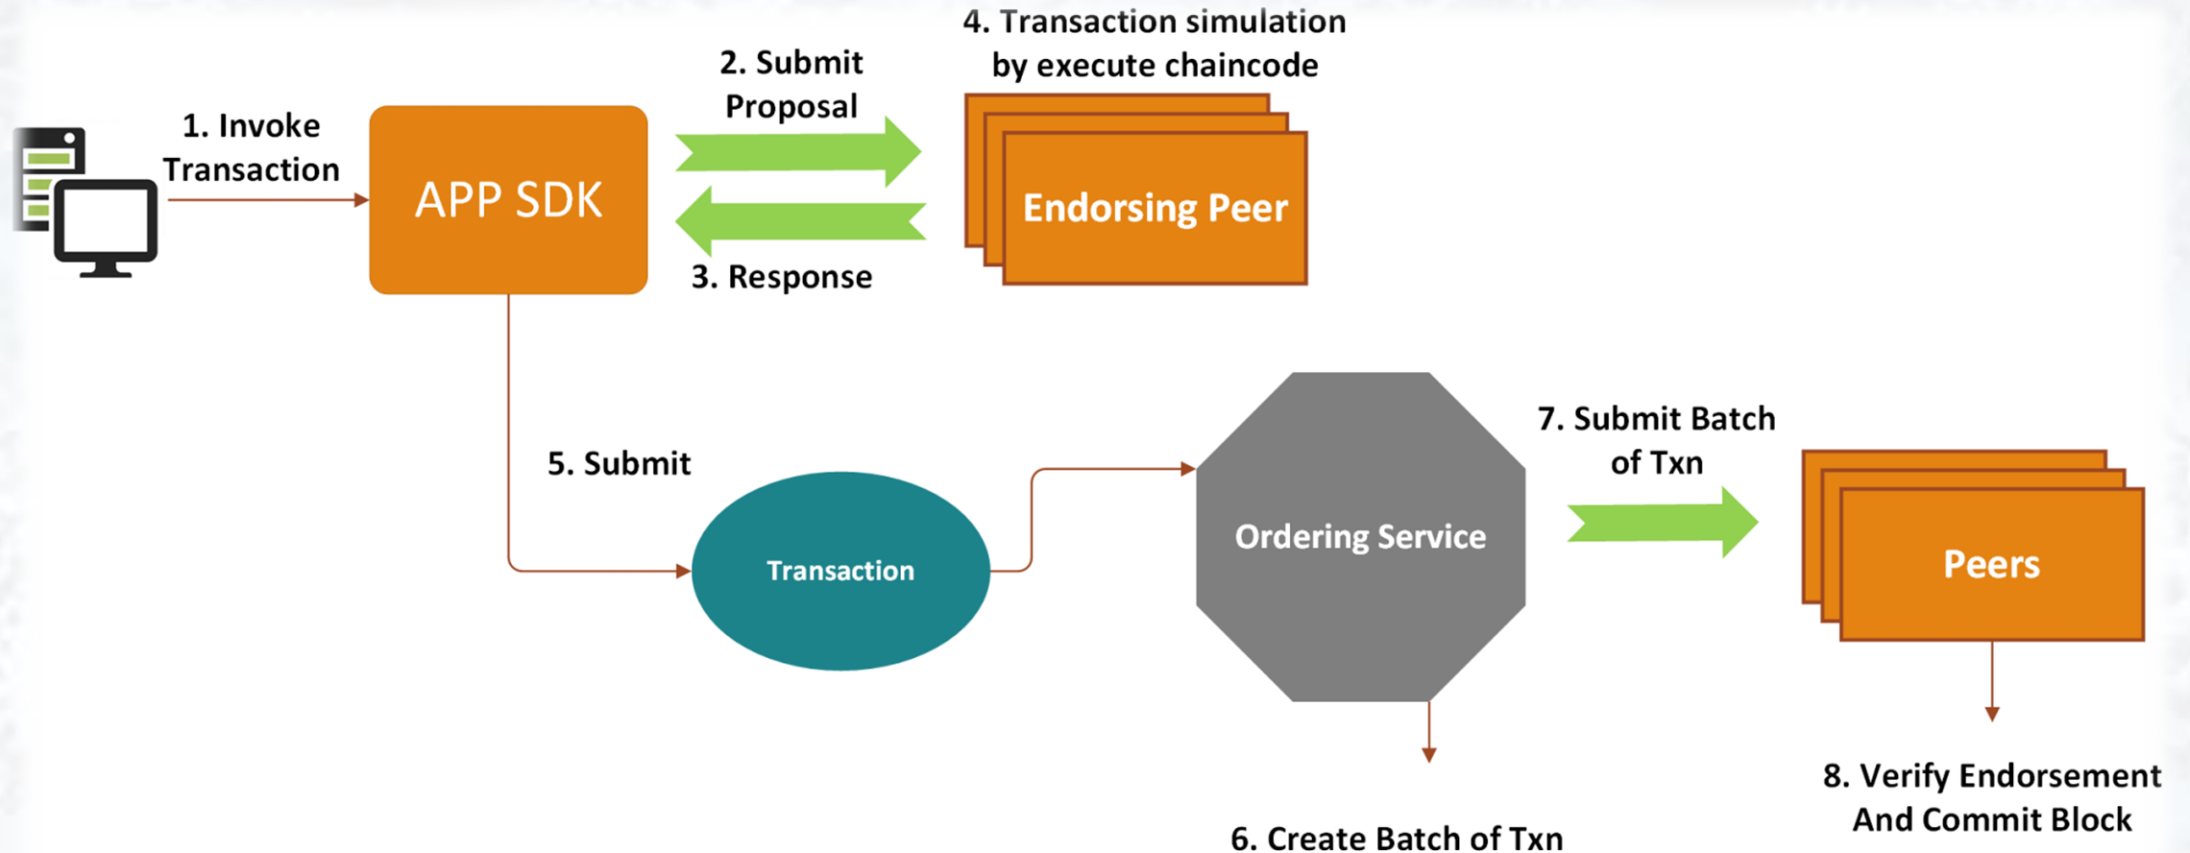 4. Transaction simulation
by execute chaincode
2. Submit
Proposal
1. Invoke
Transaction
APP SDK
Endorsing Peer
3. Response
7. Submit Batch
of Txn
5. Submit
Ordering Service
Transaction
Peers
8. Verify Endorsement
And Commit Block
6. Create Batch of Txn